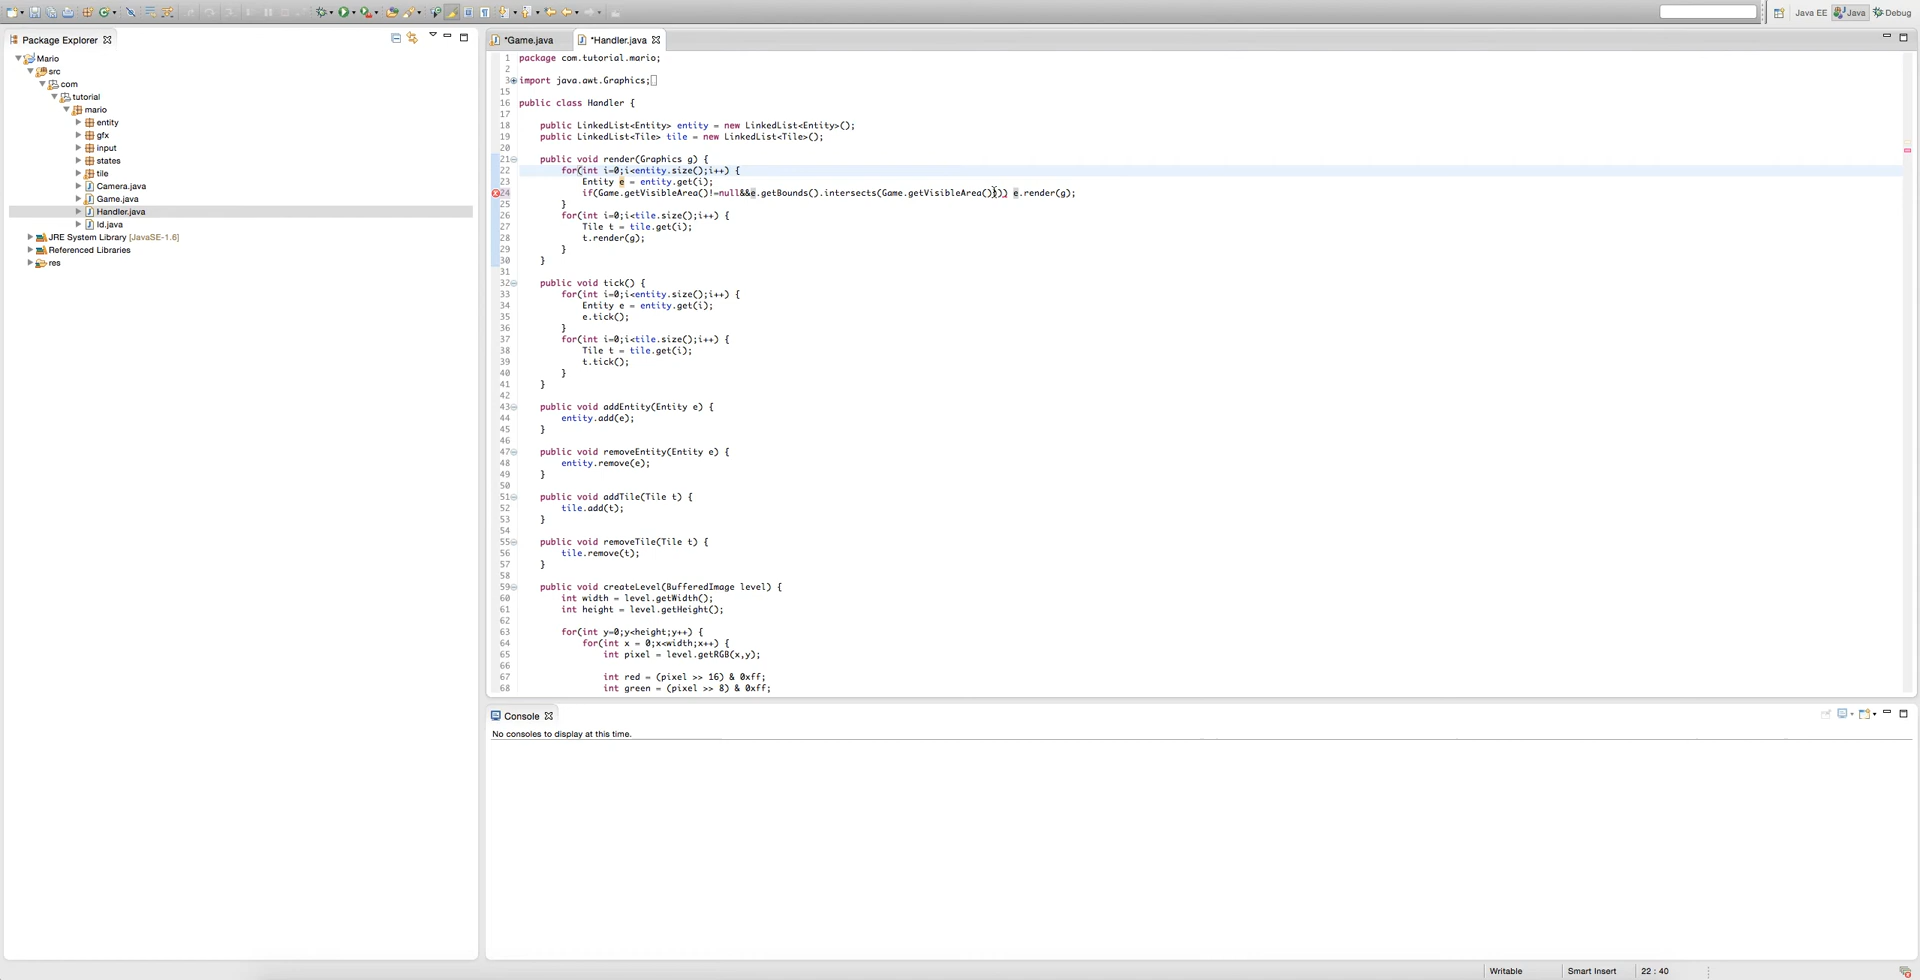 Java EE
Java
Debug
Package Explorer
*Game.java
*Handler.java
Mario
src
com
tutorial
mario
entity
gfx
input
states
tile
Camera.java
Game.java
Handler.java
Id.java
JRE System Library [JavaSE-1.6]
Referenced Libraries
res
1 package com.tutorial.mario;
2
3 import java.awt.Graphics;
15
16 public class Handler {
17
18 public LinkedList<Entity> entity = new LinkedList<Entity>();
19 public LinkedList<Tile> tile = new LinkedList<Tile>();
20
21 public void render(Graphics g) {
22 for(int i=0;i<entity.size();i++) {
23 Entity e = entity.get(i);
24 if(Game.getVisibleArea()!=null&&e.getBounds().intersects(Game.getVisibleArea())) e.render(g);
25 }
26 for(int i=0;i<tile.size();i++) {
27 Tile t = tile.get(i);
28 t.render(g);
29 }
30 }
31
32 public void tick() {
33 for(int i=0;i<entity.size();i++) {
34 Entity e = entity.get(i);
35 e.tick();
36 }
37 for(int i=0;i<tile.size();i++) {
38 Tile t = tile.get(i);
39 t.tick();
40 }
41 }
42
43 public void addEntity(Entity e) {
44 entity.add(e);
45 }
46
47 public void removeEntity(Entity e) {
48 entity.remove(e);
49 }
50
51 public void addTile(Tile t) {
52 tile.add(t);
53 }
54
55 public void removeTile(Tile t) {
56 tile.remove(t);
57 }
58
59 public void createLevel(BufferedImage level) {
60 int width = level.getWidth();
61 int height = level.getHeight();
62
63 for(int y=0;y<height;y++) {
64 for(int x = 0;x<width;x++) {
65 int pixel = level.getRGB(x,y);
66
67 int red = (pixel >> 16) & 0xff;
68 int green = (pixel >> 8) & 0xff;
Console
No consoles to display at this time.
Writable
Smart Insert
22 : 40